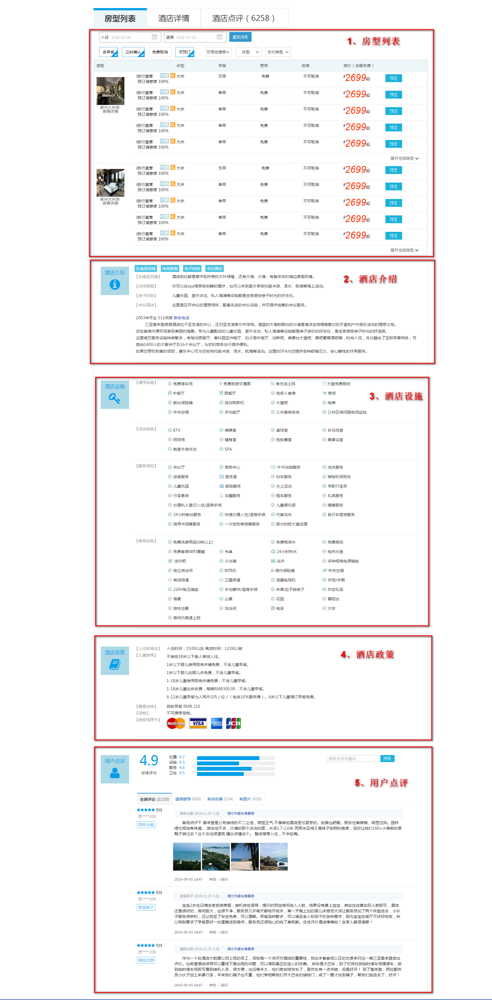 房型列表 酒店详情 酒店点评（6258）
1、房型列表
入住 2016-12-08 退房 2016-12-20 重新搜索
含早餐 立刻确认 免费取消 可预订 可用优惠券 床型 支付类型
房型 床型 早餐 宽带 政策 房价（含服务费）
i旅行直营 代理 礼 大床 无早 免费 不可取消 ¥2699起 预定
预订满意度 100%
i旅行直营 代理 礼 大床 单早 免费 不可取消 ¥2699起 预定
预订满意度 100%
豪华大床房
查看详情
i旅行直营 代理 礼 大床 单早 免费 不可取消 ¥2699起 预定
预订满意度 100%
i旅行直营 代理 礼 大床 单早 免费 不可取消 ¥2699起 预定
预订满意度 100%
i旅行直营 代理 礼 大床 单早 免费 不可取消 ¥2699起 预定
预订满意度 100%
展开全部房型
i旅行直营 代理 礼 大床 无早 免费 不可取消 ¥2699起 预定
预订满意度 100%
i旅行直营 代理 礼 大床 单早 免费 不可取消 ¥2699起 预定
预订满意度 100%
豪华大床房
查看详情
i旅行直营 代理 礼 大床 单早 免费 不可取消 ¥2699起 预定
预订满意度 100%
i旅行直营 代理 礼 大床 单早 免费 不可取消 ¥2699起 预定
预订满意度 100%
i旅行直营 代理 礼 大床 单早 免费 不可取消 ¥2699起 预定
预订满意度 100%
展开全部房型
2、酒店介绍
酒店介绍
东南亚风情 休闲度假 亲子时刻 会议酒店
【东南亚风情】 酒店到处都是草坪和热带的大叶绿植，还有大海、沙滩，有着浓浓的海边度假风情。
【休闲度假】 你可以在spa馆享受安静的理疗，也可以来到室外享受托艇冲浪、滑水、航海等海上活动。
【亲子时刻】 儿童乐园、室外泳池、私人海滩等设施都是全家感受亲子时光的好去处。
【会议酒店】 这里是召开会议的理想场所，配备先进的会议设施，并可提供完善的会议服务。
2003年开业 511间房 联系电话
三亚喜来登度假酒店位于亚龙湾的中心，正对亚龙湾高尔夫球场。湛蓝的大海和银白的沙滩是海洋生物栖息繁衍的天堂和户外娱乐活动的理想之地。
您在客房内便可观赏到美丽的海景。专为儿童配设的儿童乐园、室外泳池、私人海滩等设施都是亲子游乐的好去处，是全家感受亲子时光的好选择。
这里餐饮服务设施种类繁多，有瑶池西餐厅、香料园亚洲餐厅、白云阁中餐厅、池畔吧、美景台大堂吧、桑吧葡萄酒吧等，时尚入流，充分融合了亚欧菜肴特色；可
容纳1400人的大宴会厅及16个会议厅，为您的商务出行提供便利。
如果您想玩刺激的项目，康乐中心可为您安排托艇冲浪、滑水、航海等活动。这里的SPA为您提供各种舒缓压力、安心静性的疗养服务。
3、酒店设施
酒店设施
【通用设施】 免费停车场 免费旅游交通图 有无线上网 大堂免费报纸
中餐厅 西餐厅 残疾人客房 商场
前台保险箱 自动取款机 大堂吧 电梯
中央空调 多功能厅 公共音响系统 公共区域闭路电视监控
【活动设施】 KTV 棋牌室 桌球室 乒乓球室
网球场 健身室 残按摩室 桑拿浴室
前室外游泳池 SPA
【服务项目】 会议厅 商务中心 外币兑换服务 洗衣服务
送餐服务 医务室 叫车服务 穿梭机场班车
儿童乐园 邮政服务 水上运动 专职行李员
行李寄存 叫醒服务 租车服务 礼宾服务
办理私人登记入住/退房手续 儿童俱乐部 婚宴服务
24小时前台服务 快速办理入住/退房手续 代客泊车 自行车租赁服务
信用卡结算服务 一次性账单结算服务 部分时段大堂经理
【客房设施】 免费洗漱用品(6样以上) 免费瓶装水 免费报纸
免费客房WIFI覆盖 书桌 24小时热水 电热水壶
迷你吧 小冰箱 浴衣 多种规格电源插座
独立淋浴间 吹风机 房内保险箱 中央空调
有线频道 卫星频道 液晶电视机 衣柜/衣橱
220V电压插座 手动窗帘/退房手续 床具:毯子或被子 欢迎礼品
海景 山景 花园 景阳台
游泳池景 洗浴间 电话 沙发
房间内高速上网
4、酒店政策
酒店政策
【入住和离店】 入住时间：15:00以后 离店时间：12:00以前
【儿童政策】 不接受18岁以下客人单独入住。
1岁以下婴儿使用现有床铺免费，不含儿童早餐。
1岁以下婴儿加婴儿床免费，不含儿童早餐。
1-18岁儿童使用现有床铺免费，不含儿童早餐。
1-18岁儿童加床收费，每晚RMB300.00，不含儿童早餐。
6-12岁儿童早餐为人民币105 / 位 /（包含10%服务费）。6岁以下儿童增订早餐免费。
【膳食安排】 自助早餐 RMB 210
【宠物】 不可携带宠物。
【接受信用卡】 MasterCard VISA AMERICAN EXPRESS JCB
5、用户点评
用户点评
4.9
总体评分
位置 4.7
设施 4.3
服务 4.6
卫生 4.5
搜索点评关键词 搜索
全部评论 (2110) 值得推荐 (600) 有待改善 (354) 有图片 (456)
5分 商务出差 2016.11.25 入住 高尔夫豪华海景房
思****209
商务出差
客观点评下 喜来登是公务接待的不二之选，房型正气 不像其他酒店歪瓜裂枣的。挑高也舒服。朋友住美高梅，明显压抑。园林
绿化相当有味道。 游泳池不多，沙滩的那个泳池如图，水深1.7-2.0米 而两米区域又是妹子拍照的角度，但你让她们160+小身板的旱
鸭子游过去？这个泳池很漂亮 建议多建设个。 整体推荐入住，不会后悔。
2016-09-05 18:47 来自：i 旅行
5分 家庭亲子 2016.11.25 入住 高尔夫豪华海景房
思****209
家庭亲子
宝宝2岁生日携全家旅游度假，接机存在误导，提示的预定房间成人人数，结果没有算上宝宝，其实应该算实际人数即可，酒店
还是很好的，房间挺大，也很干净，服务员几乎每天都给开夜床，第一天晚上加的婴儿床感觉太深让服务员加了两个床垫进去，小伙
子服务很麻利，还让我签了安全免责，可以理解。早餐品种繁多，可以满足老人和孩子的各种需求，因为宝宝在餐厅不好好吃饭，所
以特别要求了早餐蒸好一份蛋羹送到房间，服务员还很贴心的给了美极鲜。总体评价酒店棒棒哒！全家人都很满意！
2016-09-05 18:47 来自：i 旅行
5分 情侣出游 2016.11.25 入住 高尔夫豪华海景房
思****209
情侣出游
作为一个在酒店大数据公司上班的员工，深知每一个点评对酒店的重要性，我也本着客观公正的态度来对这一晚三亚喜来登做出
评价。也希望酒店领导可以重视下面出现的问题，可以得到真正的走心的改善。 拼车是大巴车，到了机场找到临时停车场摆渡车，做
到临时停车场即可看到接机人员，很方便，也没等多久，他们就安排发车了，虽然车有一点点破，但是好评！ 到了喜来登，两位服务
员小伙子迎上来拿行李，本来我们箱子也不重，他们争相帮我们开大巴车的储物门，绕了一圈才找到箱子，帮我们拖进去了，好评！
2016-09-05 18:47 来自：i 旅行